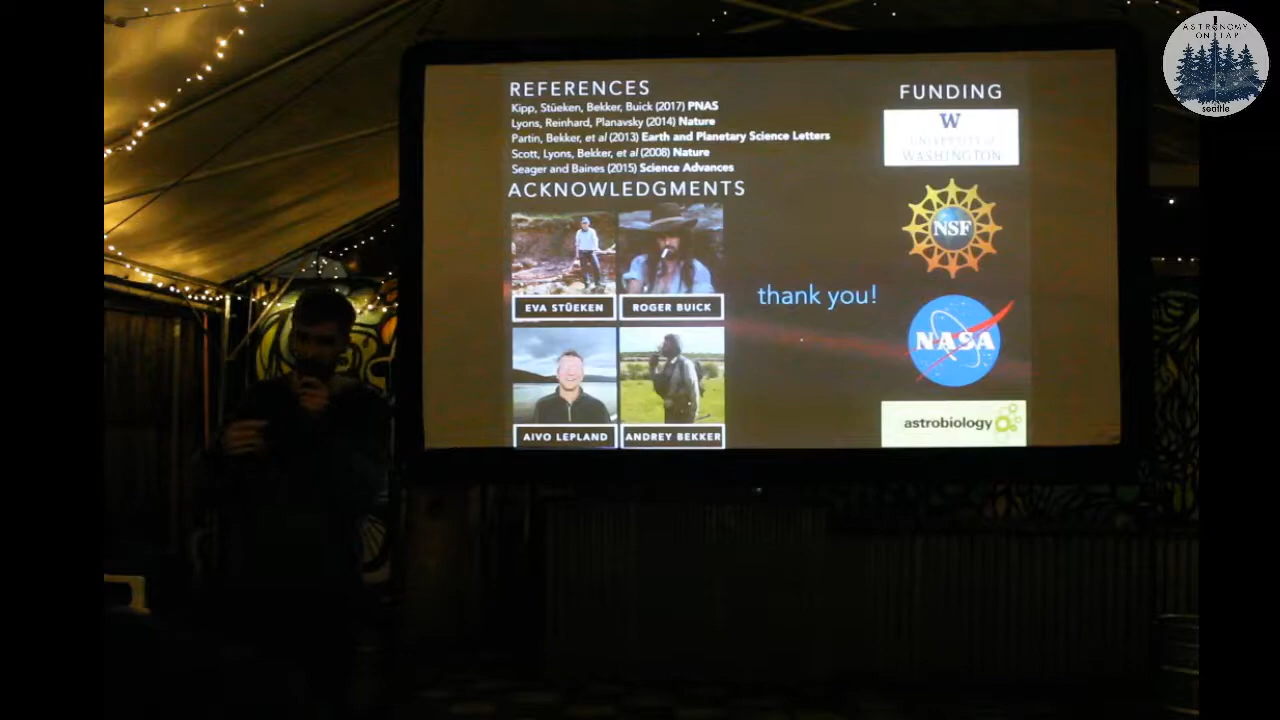 ASTRONOMY
ON TAP
seattle
REFERENCES
Kipp, Stüeken, Bekker, Buick (2017) PNAS
Lyons, Reinhard, Planavsky (2014) Nature
Partin, Bekker, et al (2013) Earth and Planetary Science Letters
Scott, Lyons, Bekker, et al (2008) Nature
Seager and Baines (2015) Science Advances
ACKNOWLEDGMENTS
EVA STÜEKEN
ROGER BUICK
AIVO LEPLAND
ANDREY BEKKER
thank you!
FUNDING
W
UNIVERSITY of
WASHINGTON
NSF
NASA
astrobiology